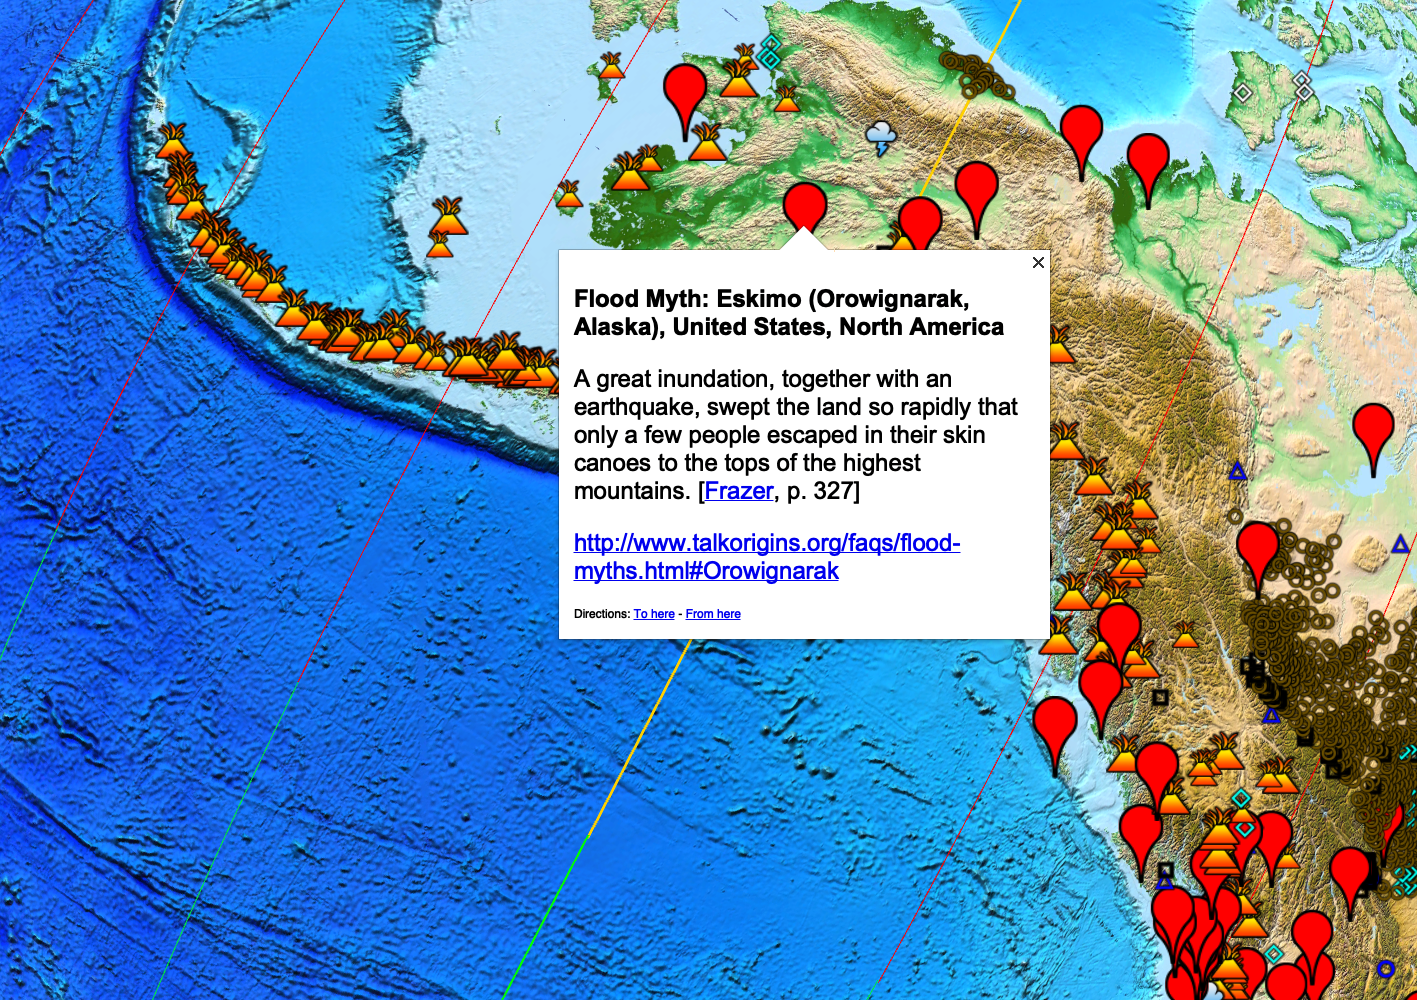 Flood Myth: Eskimo (Orowignarak,
Alaska), United States, North America
A great inundation, together with an
earthquake, swept the land so rapidly that
only a few people escaped in their skin
canoes to the tops of the highest
mountains. [Frazer, p. 327]
http://www.talkorigins.org/faqs/flood-
myths.html#Orowignarak
Directions: To here - From here